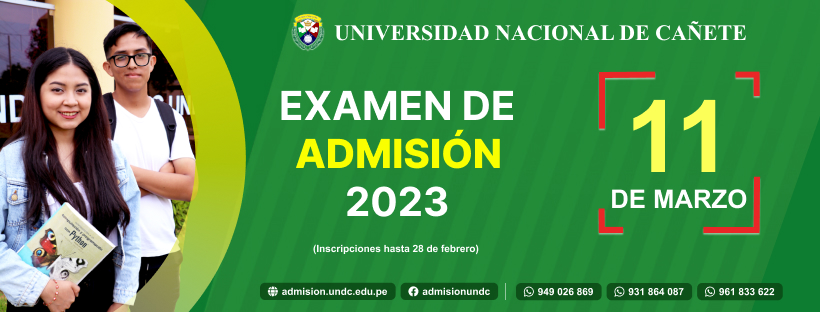 UNIVERSIDAD NACIONAL DE CAÑETE
EXAMEN DE
ADMISIÓN
2023
(Inscripciones hasta 28 de febrero)
11
DE MARZO
Python
admision.undc.edu.pe
admisionundc
949 026 869
931 864 087
961 833 622